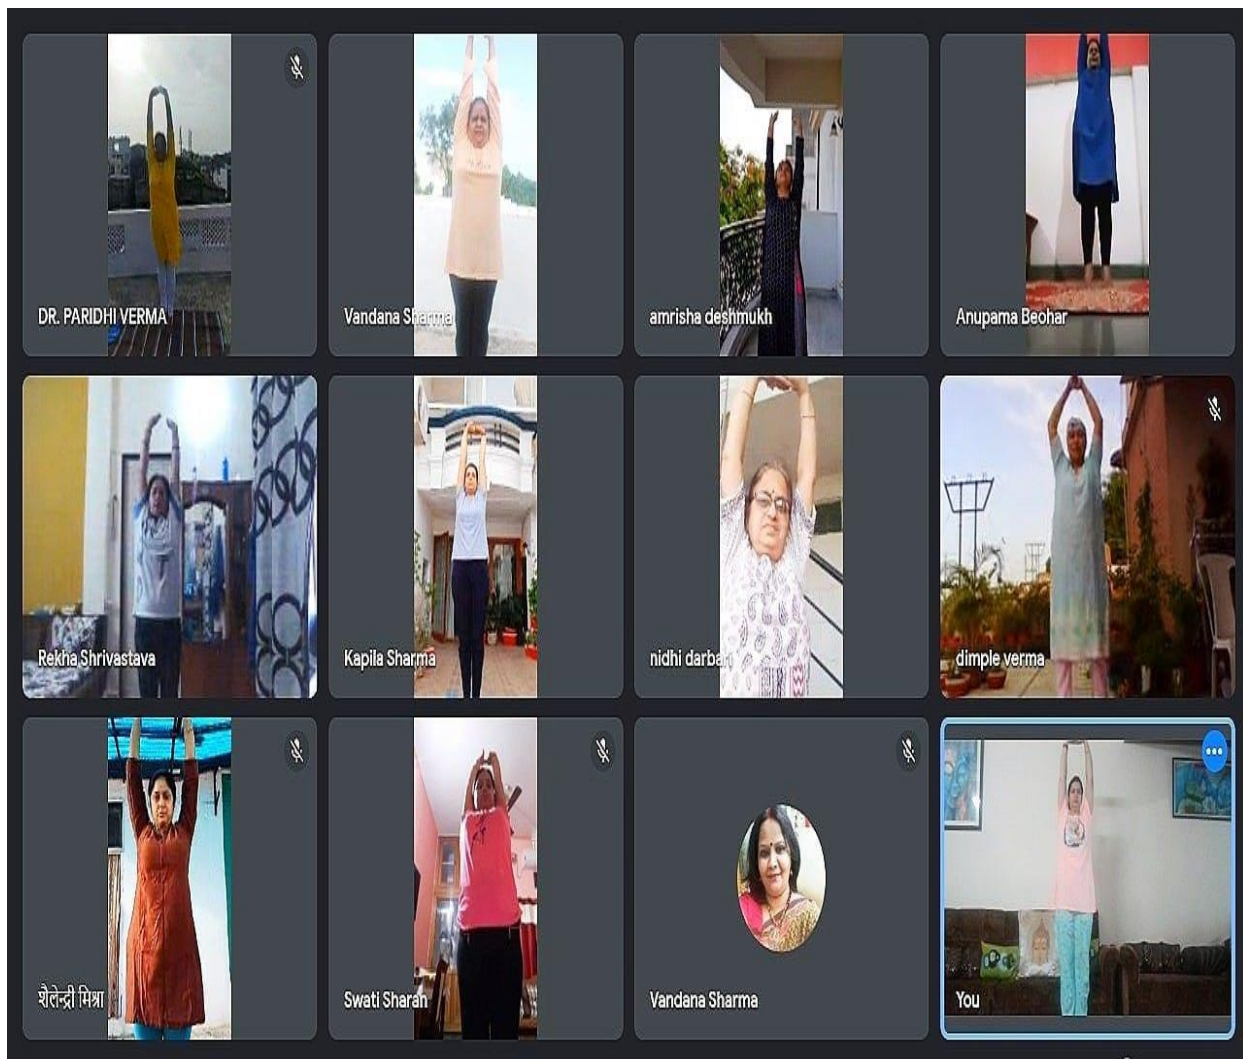 DR. PARIDHI VERMA
Vandana Sharma
amrisha deshmukh
Anupama Beohar
Rekha Shrivastava
Kapila Sharma
nidhi darbari
dimple verma
शैलेन्द्री मिश्रा
Swati Sharan
Vandana Sharma
You